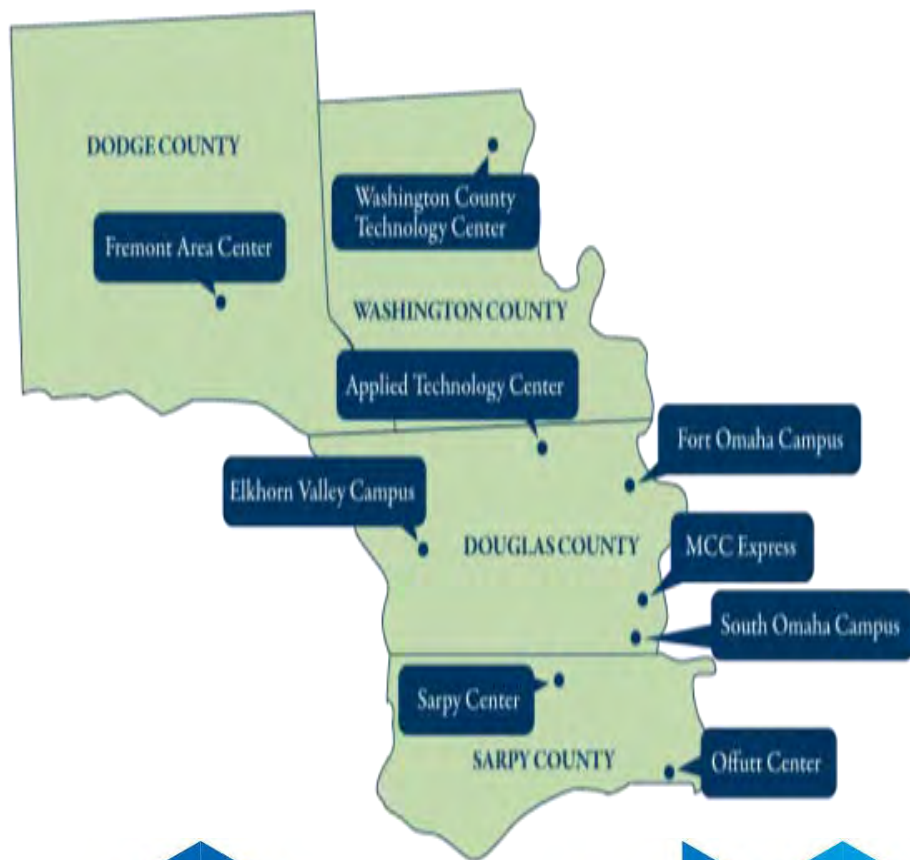 DODGE COUNTY
Washington County
Technology Center
Fremont Area Center
WASHINGTON COUNTY
Applied Technology Center
Fort Omaha Campus
Elkhorn Valley Campus
DOUGLAS COUNTY
MCC Express
South Omaha Campus
Sarpy Center
SARPY COUNTY
Offutt Center